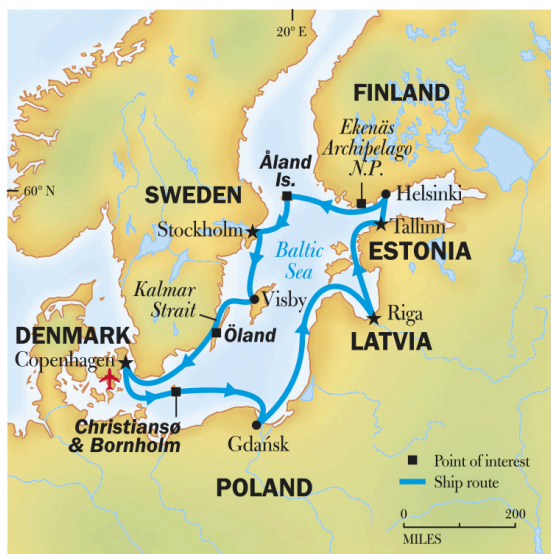 20° E
FINLAND
Ekenäs
Archipelago
N.P.
Åland
Is.
60° N
Helsinki
SWEDEN
Stockholm
Tallinn
Baltic
Sea
ESTONIA
Kalmar
Strait
Visby
Riga
Öland
DENMARK
LATVIA
Copenhagen
Christiansø
& Bornholm
Gdańsk
POLAND
Point of interest
Ship route
0
200
MILES